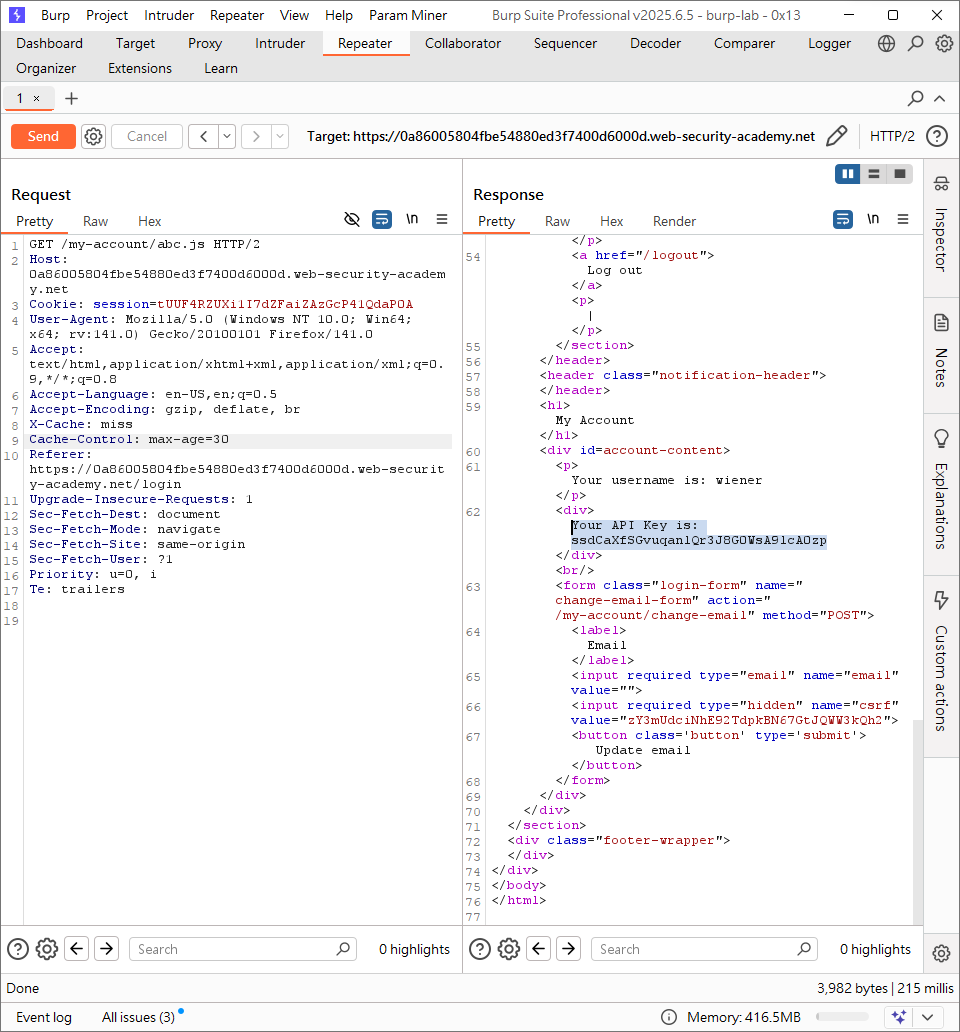 Burp Project Intruder Repeater View Help Param Miner Burp Suite Professional v2025.6.5 - burp-lab - 0x13
Dashboard Target Proxy Intruder Repeater Collaborator Sequencer Decoder Comparer Logger
Organizer Extensions Learn
1 × +
Send Cancel < > Target: https://0a86005804fbe54880ed3f7400d6000d.web-security-academy.net HTTP/2 ?
Request
Pretty Raw Hex \n
1 GET /my-account/abc.js HTTP/2
2 Host:
0a86005804fbe54880ed3f7400d6000d.web-security-academ
y.net
3 Cookie: session=tUUF4RZUXi1I7dZFaiZAzGcP41QdaPOA
4 User-Agent: Mozilla/5.0 (Windows NT 10.0; Win64;
x64; rv:141.0) Gecko/20100101 Firefox/141.0
5 Accept:
text/html,application/xhtml+xml,application/xml;q=0.
9,*/*;q=0.8
6 Accept-Language: en-US,en;q=0.5
7 Accept-Encoding: gzip, deflate, br
8 X-Cache: miss
9 Cache-Control: max-age=30
10 Referer:
https://0a86005804fbe54880ed3f7400d6000d.web-securit
y-academy.net/login
11 Upgrade-Insecure-Requests: 1
12 Sec-Fetch-Dest: document
13 Sec-Fetch-Mode: navigate
14 Sec-Fetch-Site: same-origin
15 Sec-Fetch-User: ?1
16 Priority: u=0, i
17 Te: trailers
18
19
Response
Pretty Raw Hex Render \n
</p>
54 <a href="/logout">
Log out
</a>
<p>
|
</p>
55 </section>
56 </header>
57 <header class="notification-header">
58 </header>
59 <h1>
My Account
</h1>
60 <div id=account-content>
61 <p>
Your username is: wiener
</p>
62 <div>
Your API Key is:
ssdCaXfSGvuqanlQr3J8GOWsA91cAOzp
</div>
<br/>
63 <form class="login-form" name="
change-email-form" action="
/my-account/change-email" method="POST">
64 <label>
Email
</label>
65 <input required type="email" name="email"
value="">
66 <input required type="hidden" name="csrf"
value="zY3mUdciNhE92TdpkBN67GtJQWW3kQh2">
67 <button class='button' type='submit'>
Update email
</button>
68 </form>
69 </div>
70 </div>
71 </section>
72 <div class="footer-wrapper">
73 </div>
74 </div>
75 </body>
76 </html>
77
Inspector
Notes
Explanations
Custom actions
? Search 0 highlights
? Search 0 highlights
Done 3,982 bytes | 215 millis
Event log All issues (3) Memory: 416.5MB